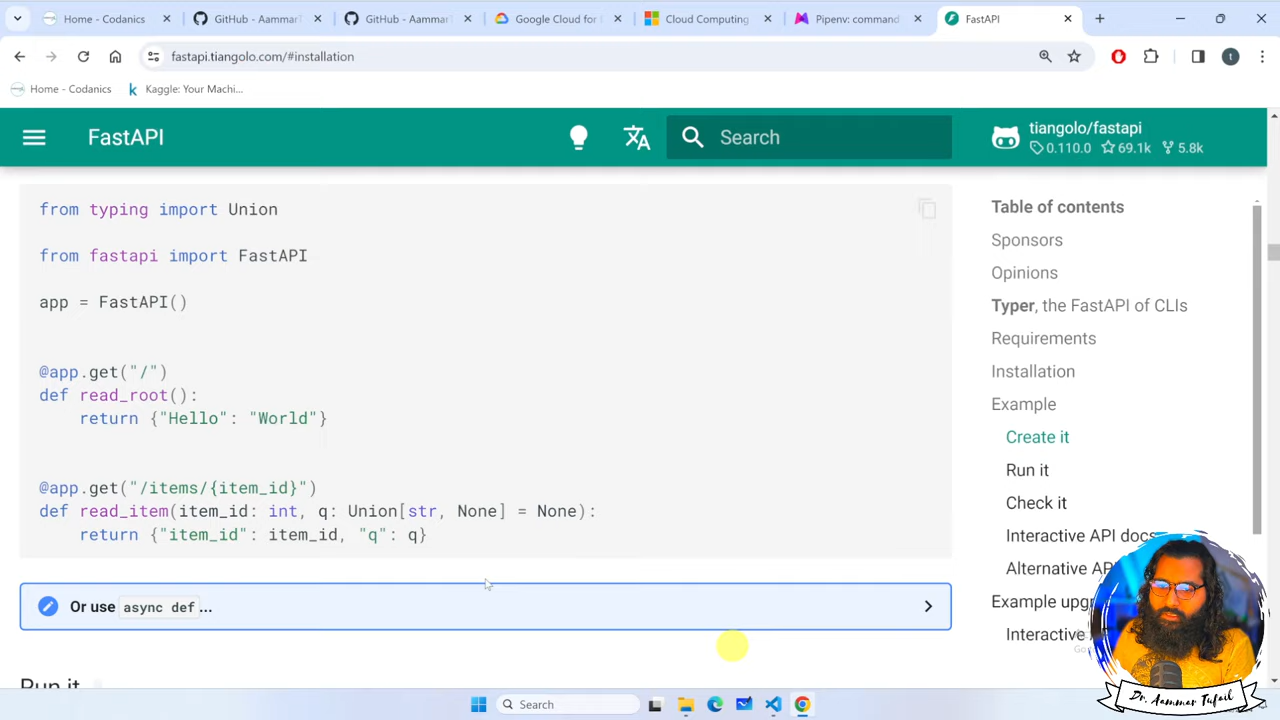 Home - Codanics
GitHub - AammarT
GitHub - AammarT
Google Cloud for
Cloud Computing
Pipenv: command
FastAPI
fastapi.tiangolo.com/#installation
t
Home - Codanics
Kaggle: Your Machi...
FastAPI
Search
tiangolo/fastapi
0.110.0 69.1k 5.8k
from typing import Union
from fastapi import FastAPI
app = FastAPI()
@app.get("/")
def read_root():
return {"Hello": "World"}
@app.get("/items/{item_id}")
def read_item(item_id: int, q: Union[str, None] = None):
return {"item_id": item_id, "q": q}
Or use async def...
Run it
Table of contents
Sponsors
Opinions
Typer, the FastAPI of CLIs
Requirements
Installation
Example
Create it
Run it
Check it
Interactive API docs
Alternative AP
Example upg
Interactive
Dr. Aammar Tufail
Search